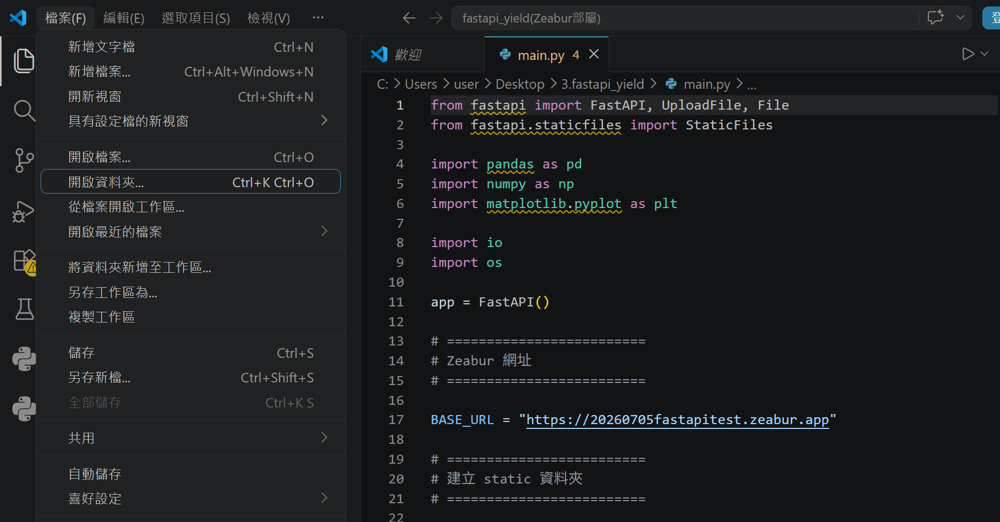 檔案(F) 編輯(E) 選取項目(S) 檢視(V) ... fastapi_yield(Zeabur部屬)
新增文字檔 Ctrl+N
新增檔案... Ctrl+Alt+Windows+N
開新視窗 Ctrl+Shift+N
具有設定檔的新視窗
開啟檔案... Ctrl+O
開啟資料夾... Ctrl+K Ctrl+O
從檔案開啟工作區...
開啟最近的檔案
將資料夾新增至工作區...
另存工作區為...
複製工作區
儲存 Ctrl+S
另存新檔... Ctrl+Shift+S
全部儲存 Ctrl+K S
共用
自動儲存
喜好設定
歡迎 main.py 4
C: > Users > user > Desktop > 3.fastapi_yield > main.py > ...
1 from fastapi import FastAPI, UploadFile, File
2 from fastapi.staticfiles import StaticFiles
3
4 import pandas as pd
5 import numpy as np
6 import matplotlib.pyplot as plt
7
8 import io
9 import os
10
11 app = FastAPI()
12
13 # =========================
14 # Zeabur 網址
15 # =========================
16
17 BASE_URL = "https://20260705fastapitest.zeabur.app"
18
19 # =========================
20 # 建立 static 資料夾
21 # =========================
22